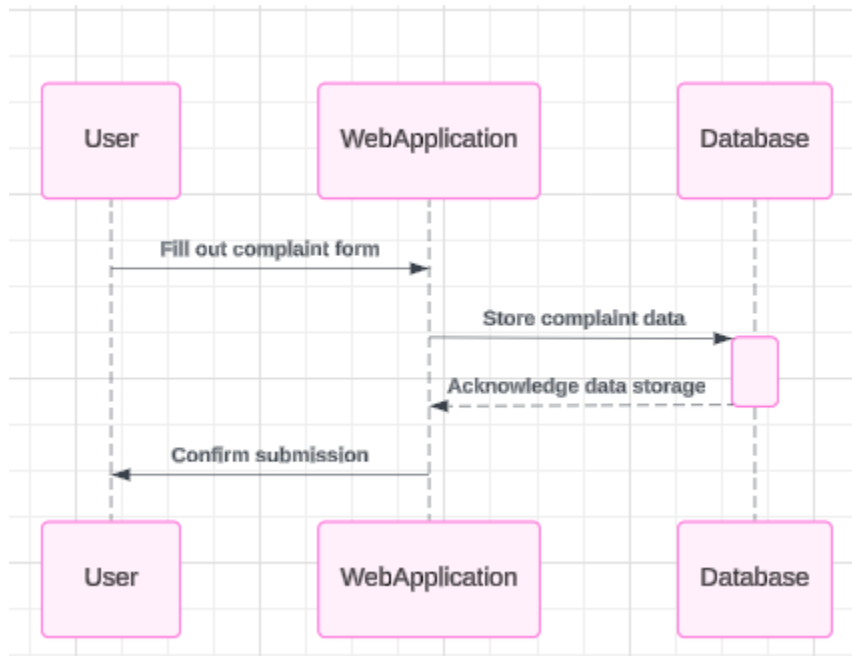 User
WebApplication
Database
Fill out complaint form
Store complaint data
Acknowledge data storage
Confirm submission
User
WebApplication
Database